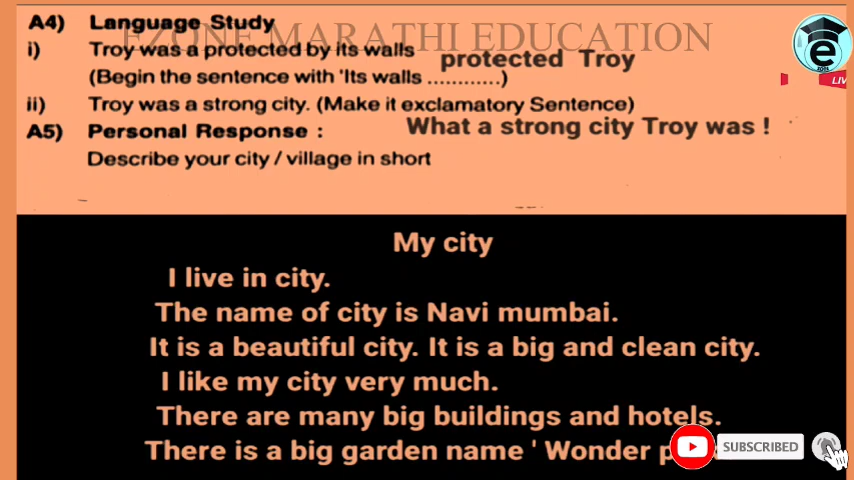 EZONE MARATHI EDUCATION
A4) Language Study
i) Troy was a protected by its walls
protected Troy
(Begin the sentence with 'Its walls ............)
ii) Troy was a strong city. (Make it exclamatory Sentence)
What a strong city Troy was !
A5) Personal Response :
Describe your city / village in short
e
LIV
My city
I live in city.
The name of city is Navi mumbai.
It is a beautiful city. It is a big and clean city.
I like my city very much.
There are many big buildings and hotels.
There is a big garden name ' Wonder
SUBSCRIBED